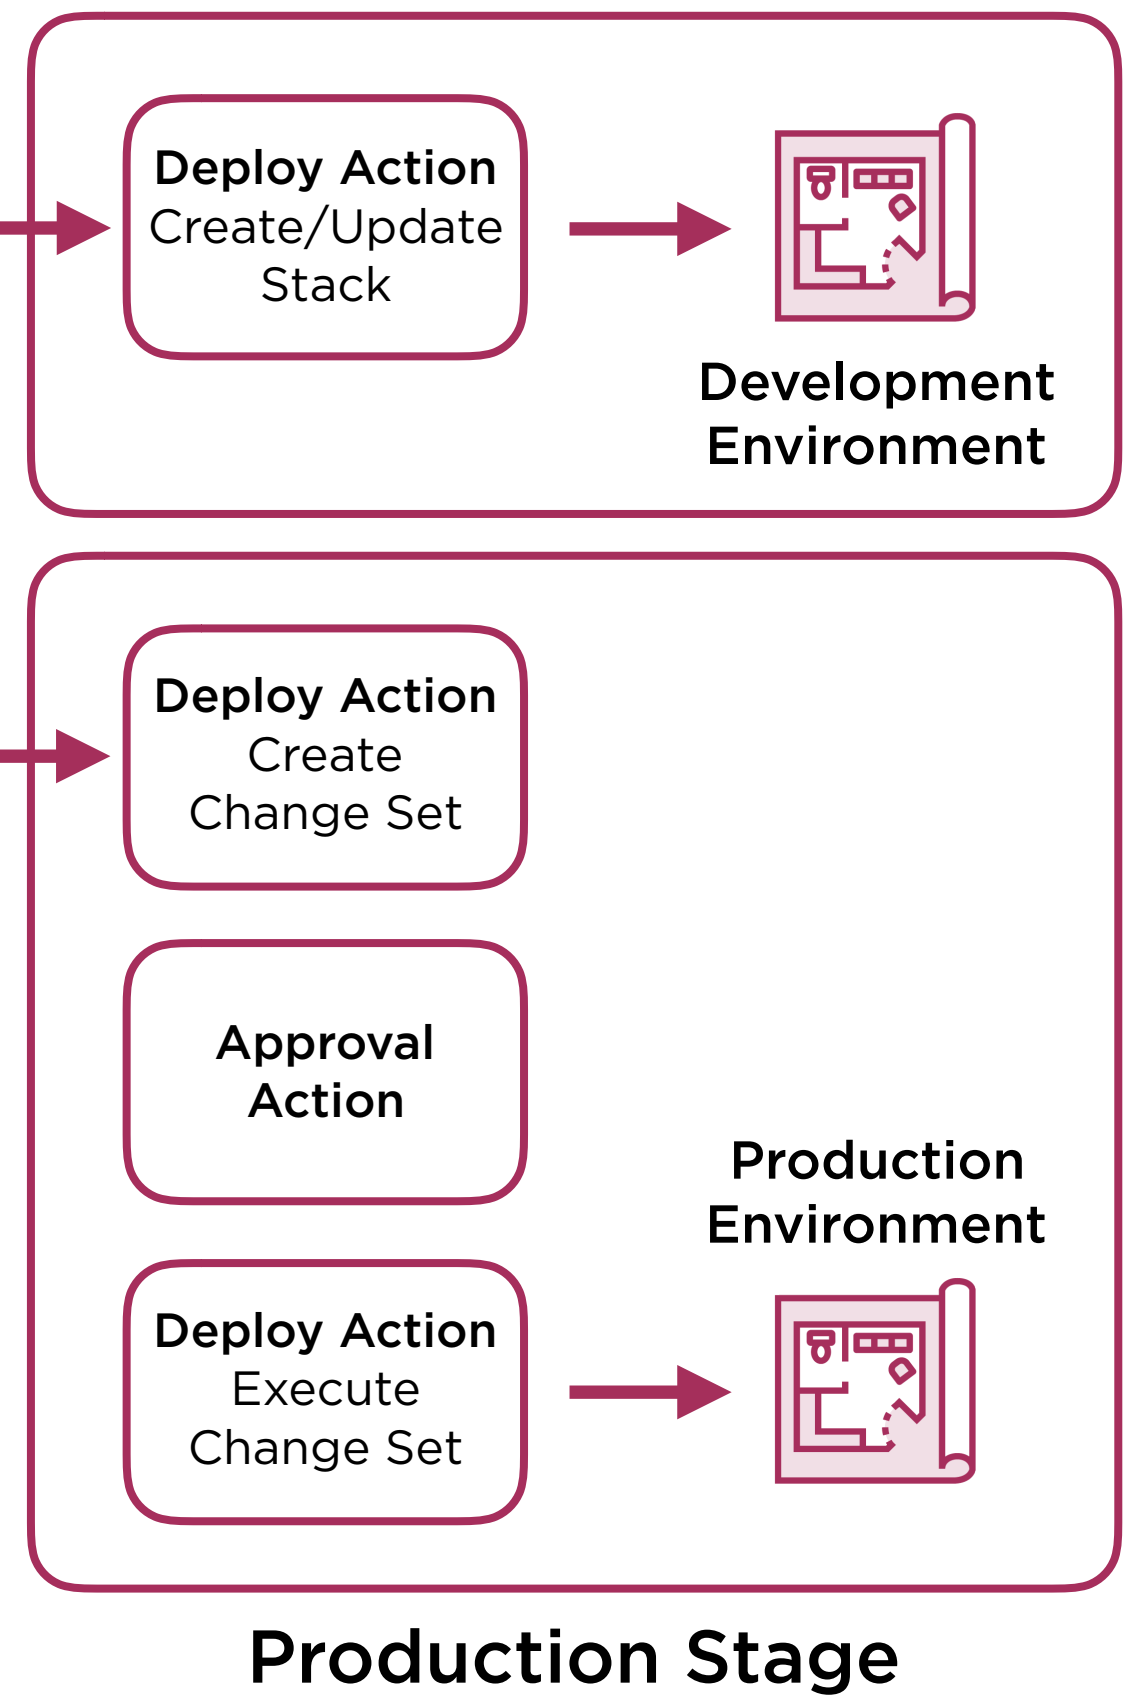 Deploy Action
Create/Update
Stack
Development
Environment
Deploy Action
Create
Change Set
Approval
Action
Production
Environment
Deploy Action
Execute
Change Set
Production Stage